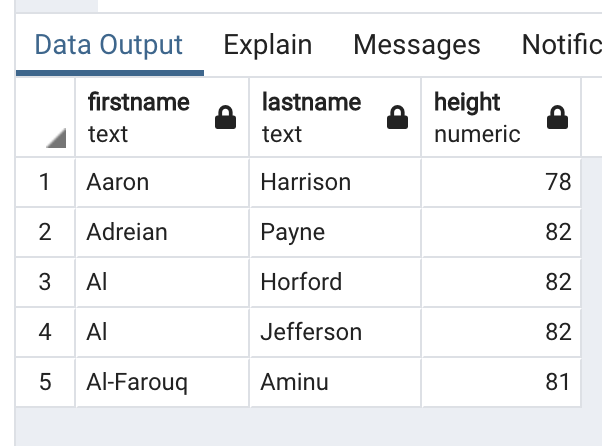 Data Output Explain Messages Notific
firstname lastname height
text text numeric
1 Aaron Harrison 78
2 Adreian Payne 82
3 Al Horford 82
4 Al Jefferson 82
5 Al-Farouq Aminu 81